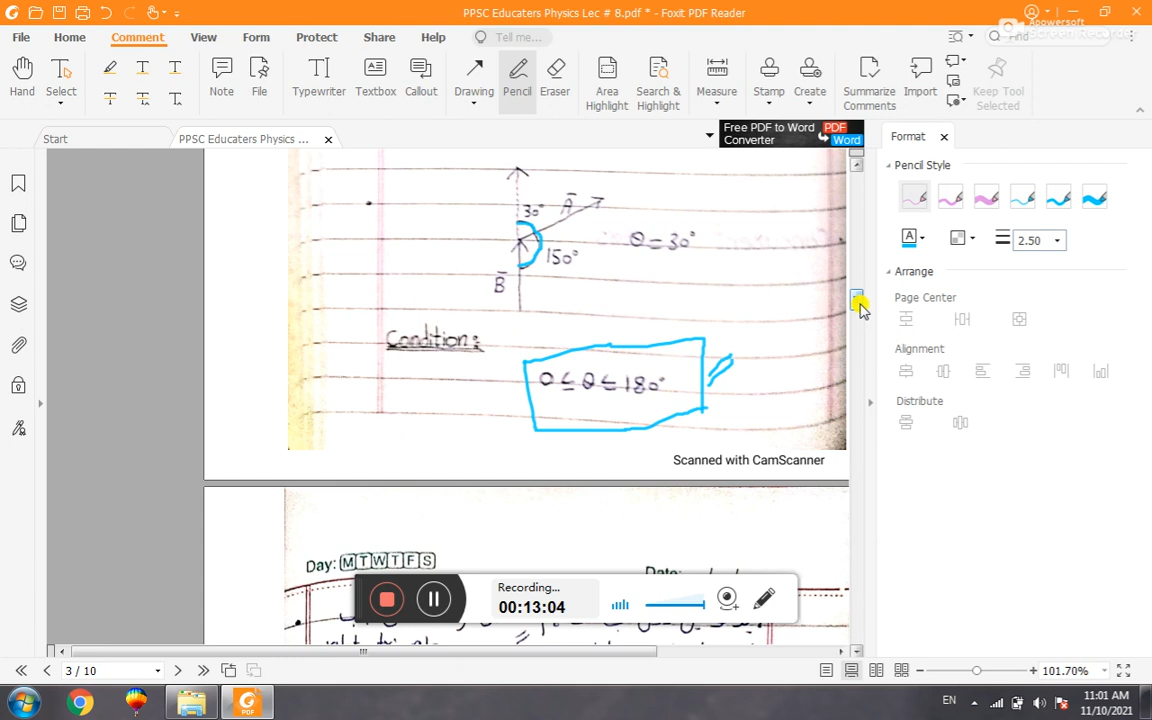 PPSC Educaters Physics Lec # 8.pdf * - Foxit PDF Reader
File Home Comment View Form Protect Share Help Tell me... Find
Apowersoft
Screen Recorder
Hand Select Note File Typewriter Textbox Callout Drawing Pencil Eraser Area Highlight Search & Highlight Measure Stamp Create Summarize Comments Import Keep Tool Selected
Start PPSC Educaters Physics ... Free PDF to Word Converter PDF Word Format
Pencil Style
2.50
Arrange
Page Center
Alignment
Distribute
30° A
150° θ = 30°
B
Condition:
0 ≤ θ ≤ 180°
Scanned with CamScanner
Day: M T W T F S Date:
Recording...
00:13:04
3 / 10 101.70%
EN 11:01 AM
11/10/2021